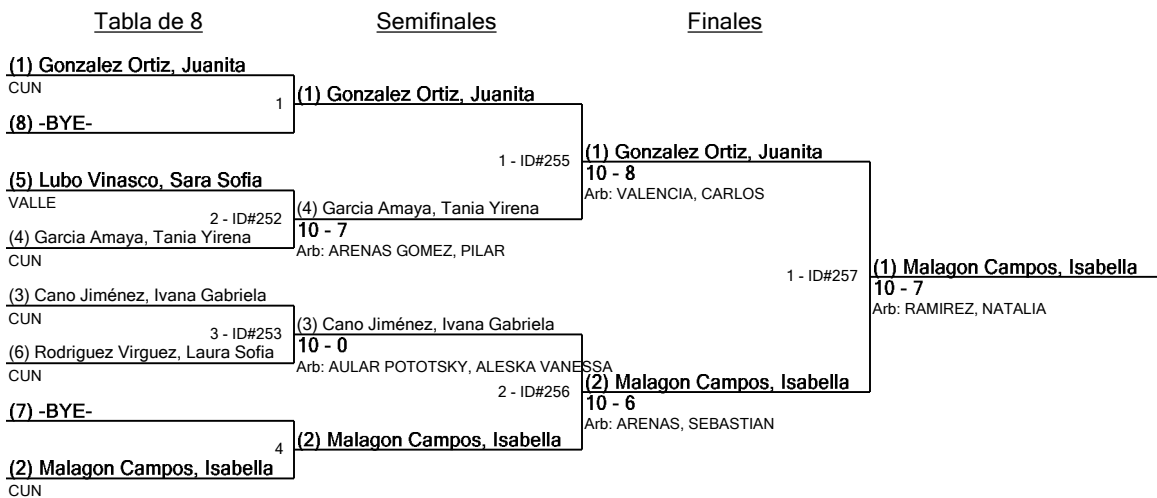 Tabla de 8
Semifinales
Finales
(1) Gonzalez Ortiz, Juanita
CUN
1
(1) Gonzalez Ortiz, Juanita
(8) -BYE-
1 - ID#255
(1) Gonzalez Ortiz, Juanita
10 - 8
Arb: VALENCIA, CARLOS
(5) Lubo Vinasco, Sara Sofia
VALLE
2 - ID#252
(4) Garcia Amaya, Tania Yirena
10 - 7
Arb: ARENAS GOMEZ, PILAR
(4) Garcia Amaya, Tania Yirena
CUN
1 - ID#257
(1) Malagon Campos, Isabella
10 - 7
Arb: RAMIREZ, NATALIA
(3) Cano Jiménez, Ivana Gabriela
CUN
3 - ID#253
(3) Cano Jiménez, Ivana Gabriela
10 - 0
Arb: AULAR POTOTSKY, ALESKA VANESSA
(6) Rodriguez Virguez, Laura Sofia
CUN
2 - ID#256
(2) Malagon Campos, Isabella
10 - 6
Arb: ARENAS, SEBASTIAN
(7) -BYE-
4
(2) Malagon Campos, Isabella
(2) Malagon Campos, Isabella
CUN